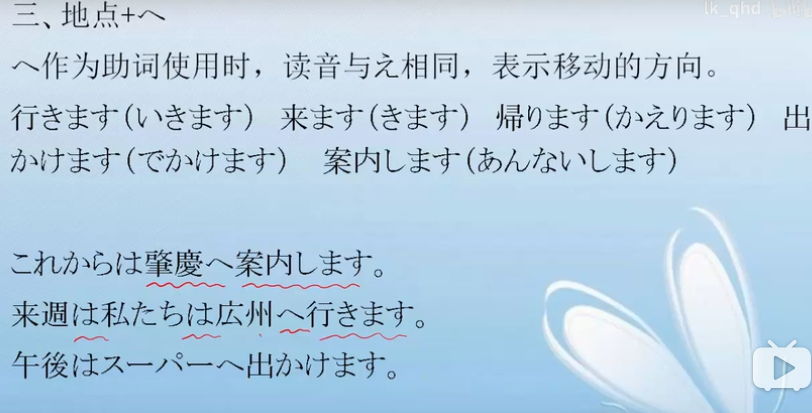 lk_qhd
三、地点+へ
へ作为助词使用时，读音与え相同，表示移动的方向。
行きます(いきます)　来ます(きます)　帰ります(かえります)　出
かけます(でかけます)　案内します(あんないします)
これからは肇慶へ案内します。
来週は私たちは広州へ行きます。
午後はスーパーへ出かけます。